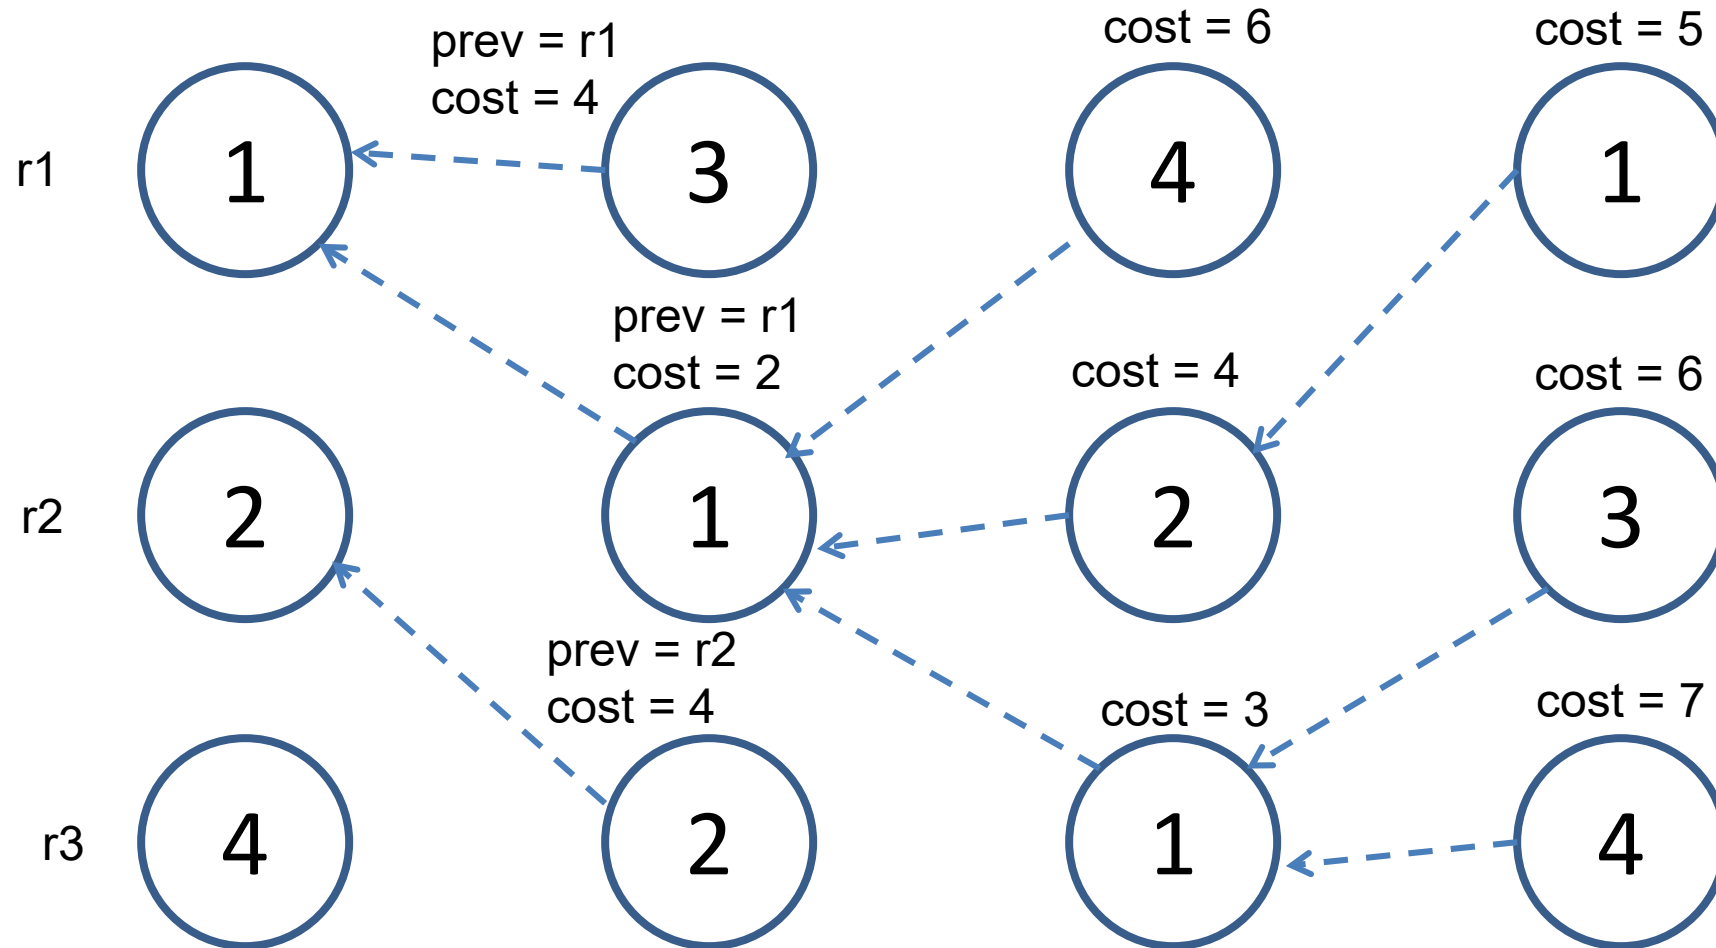 cost = 6
cost = 5
prev = r1
cost = 4
r1
1
3
4
1
prev = r1
cost = 2
cost = 4
cost = 6
r2
2
1
2
3
prev = r2
cost = 4
cost = 3
cost = 7
r3
4
2
1
4